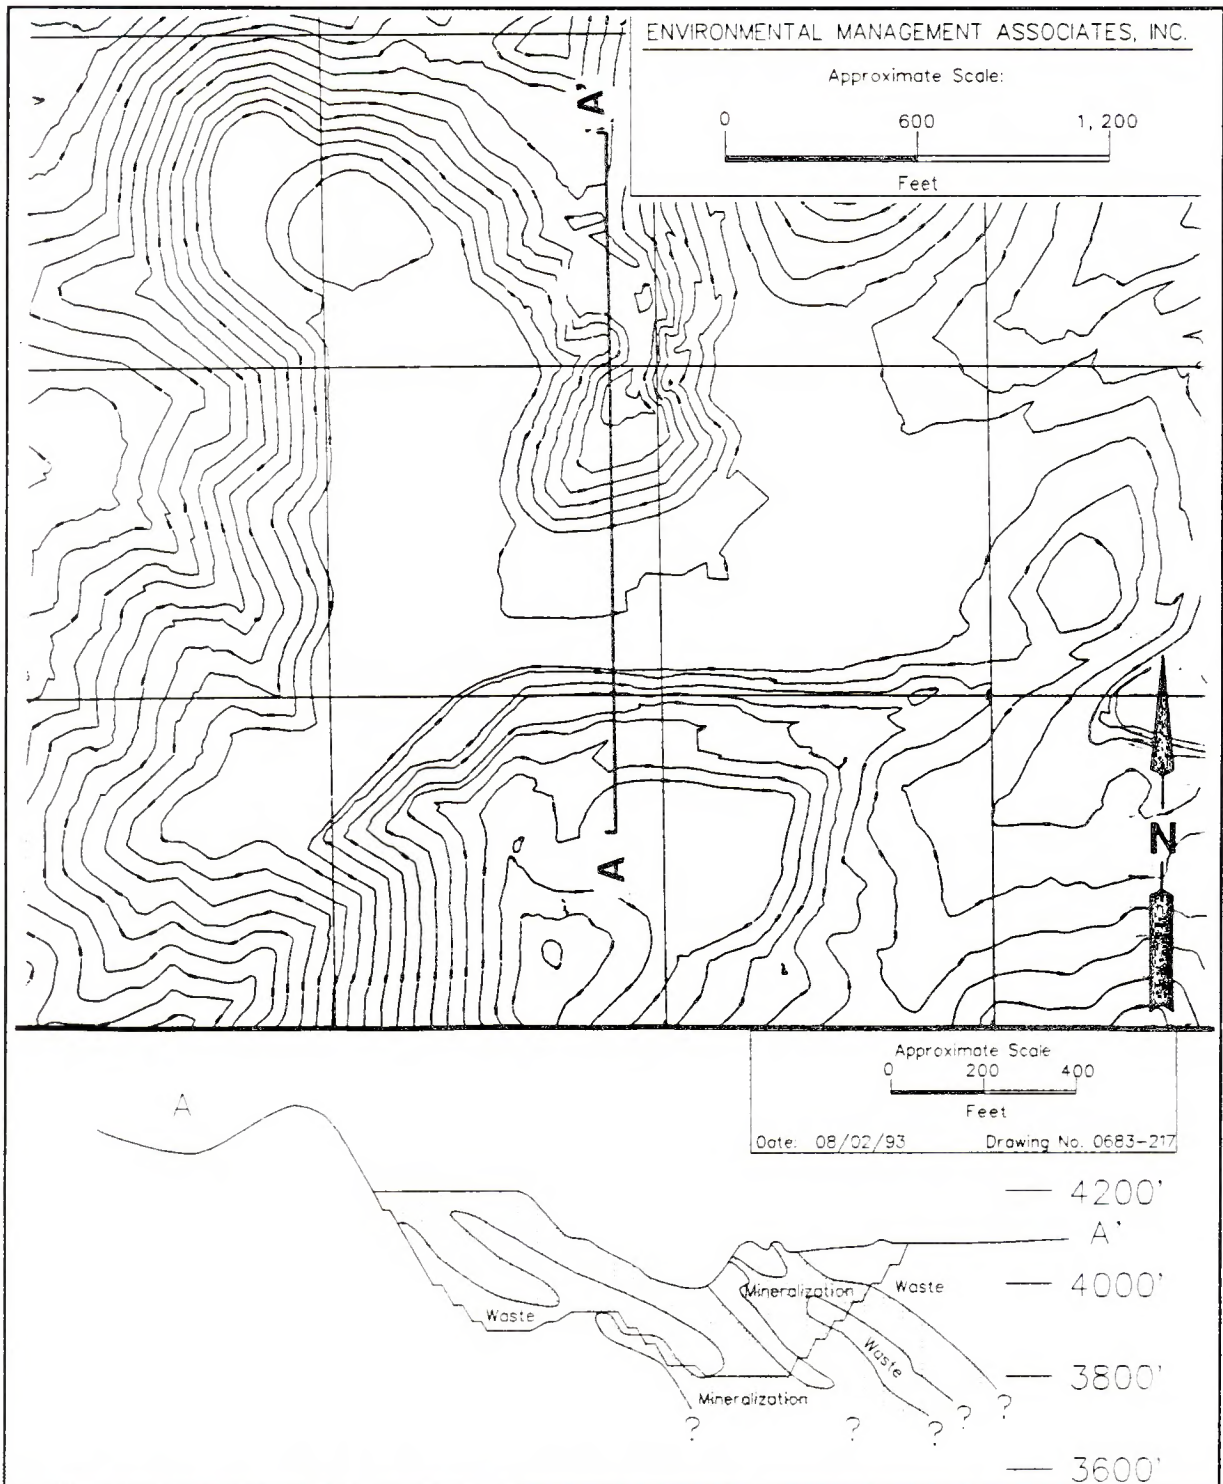 ENVIRONMENTAL MANAGEMENT ASSOCIATES, INC.
Approximate Scale:
0 600 1,200
Feet
A'
A
N
Approximate Scale
0 200 400
Feet
Date: 08/02/93 Drawing No. 0683-217
A
4200'
A'
4000'
Mineralization
Waste
Waste
Waste
3800'
Mineralization
? ? ? ? ?
3600'